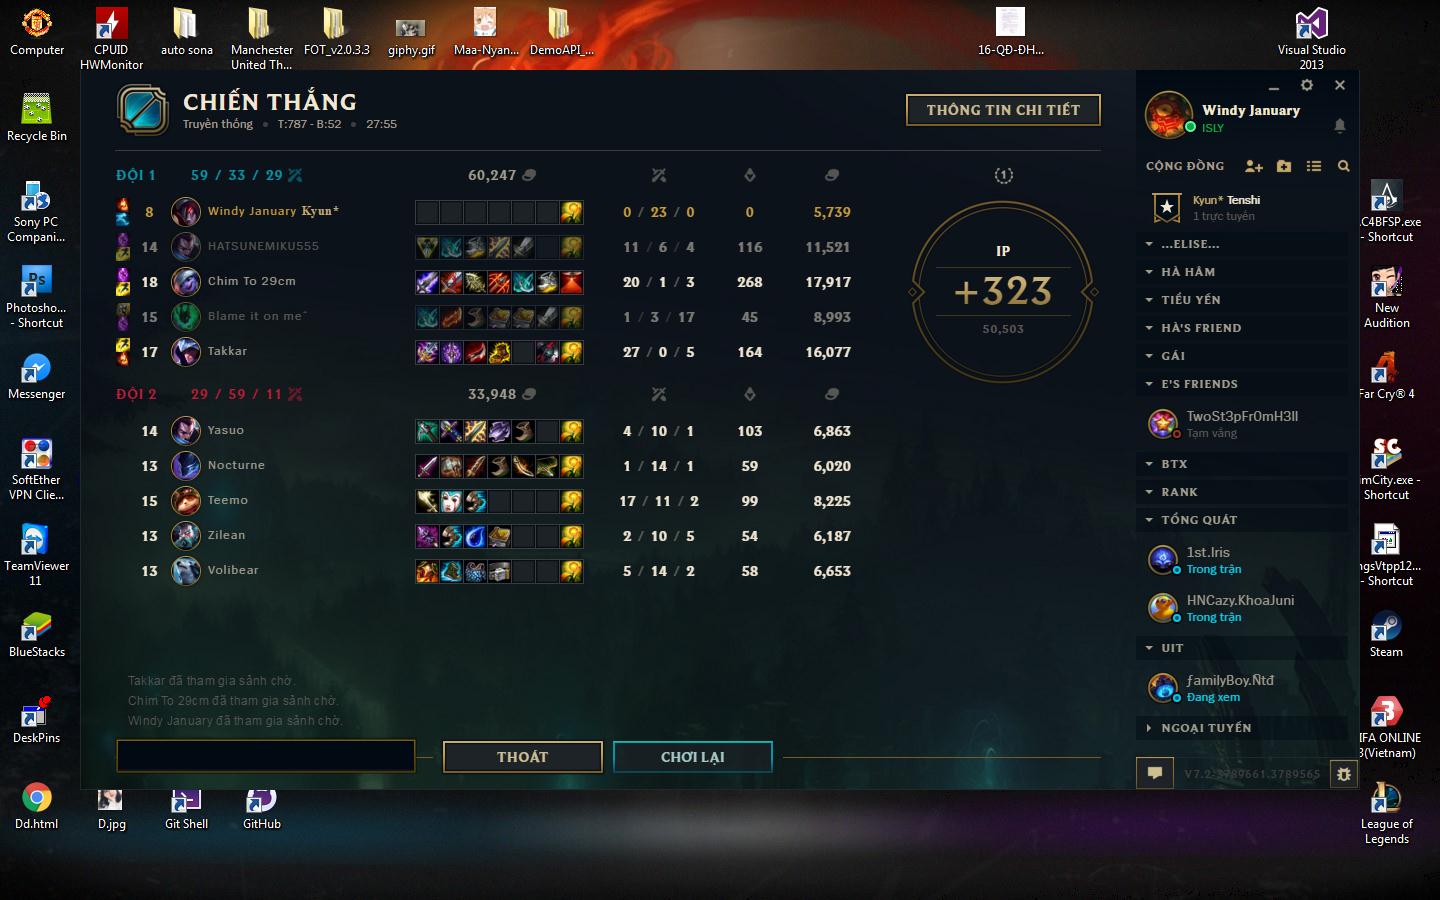 Computer
CPUID
HWMonitor
auto sona
Manchester
United Th...
FOT_v2.0.3.3
giphy.gif
Maa-Nyan...
DemoAPI_...
16-QĐ-ĐH...
Visual Studio
2013
Recycle Bin
Sony PC
Compani...
Photosho...
- Shortcut
Messenger
SoftEther
VPN Clie...
TeamViewer
11
BlueStacks
DeskPins
Dd.html
D.jpg
Git Shell
GitHub
CHIẾN THẮNG
Truyền thống • T:787 - B:52 • 27:55
THÔNG TIN CHI TIẾT
ĐỘI 1 59 / 33 / 29 60,247
8 Windy January Kyun* 0 / 23 / 0 0 5,739
14 HATSUNEMIKU555 11 / 6 / 4 116 11,521
18 Chim To 29cm 20 / 1 / 3 268 17,917
15 Blame it on meˆ 1 / 3 / 17 45 8,993
17 Takkar 27 / 0 / 5 164 16,077
1
IP
+323
50,503
ĐỘI 2 29 / 59 / 11 33,948
14 Yasuo 4 / 10 / 1 103 6,863
13 Nocturne 1 / 14 / 1 59 6,020
15 Teemo 17 / 11 / 2 99 8,225
13 Zilean 2 / 10 / 5 54 6,187
13 Volibear 5 / 14 / 2 58 6,653
Takkar đã tham gia sảnh chờ.
Chim To 29cm đã tham gia sảnh chờ.
Windy January đã tham gia sảnh chờ.
THOÁT
CHƠI LẠI
Windy January
ISLY
CỘNG ĐỒNG
Kyun* Tenshi
1 trực tuyến
...ELISE...
HÀ HÂM
TIỂU YẾN
HÀ'S FRIEND
GÁI
E'S FRIENDS
TwoSt3pFr0mH3ll
Tạm vắng
BTX
RANK
TỔNG QUÁT
1st.Iris
Trong trận
HNCazy.KhoaJuni
Trong trận
UIT
ƒamilyBoy.Ñtđ
Đang xem
NGOẠI TUYẾN
V7.2-3789661.3789565
.C4BFSP.exe
- Shortcut
New
Audition
Far Cry® 4
imCity.exe -
Shortcut
ngsVtpp12...
- Shortcut
Steam
IFA ONLINE
3(Vietnam)
League of
Legends